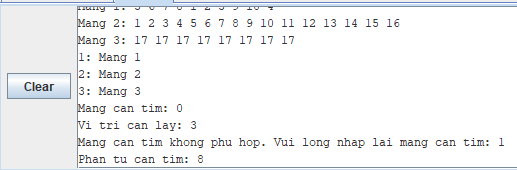 Mang 2: 1 2 3 4 5 6 7 8 9 10 11 12 13 14 15 16
Mang 3: 17 17 17 17 17 17 17 17
1: Mang 1
2: Mang 2
3: Mang 3
Clear
Mang can tim: 0
Vi tri can lay: 3
Mang can tim khong phu hop. Vui long nhap lai mang can tim: 1
Phan tu can tim: 8